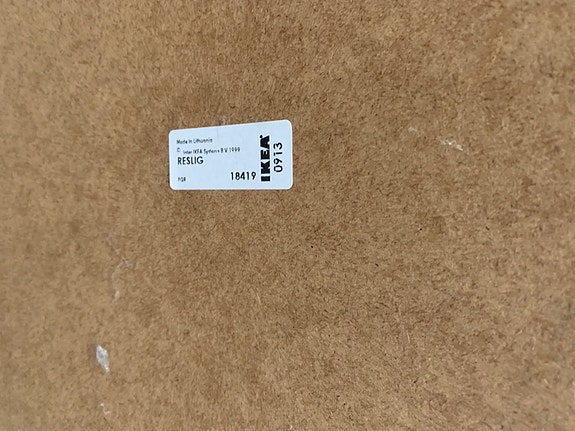 Made in Lithuania
© Inter IKEA Systems B.V. 1999
RESLIG
18419
IKEA
0913